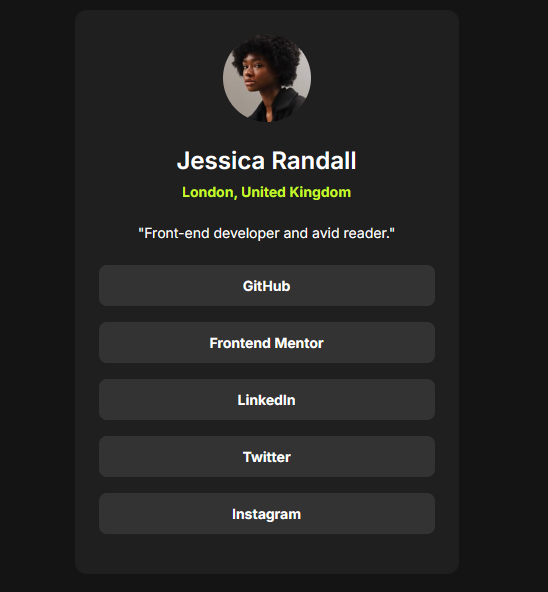 Jessica Randall
London, United Kingdom
"Front-end developer and avid reader."
GitHub
Frontend Mentor
LinkedIn
Twitter
Instagram